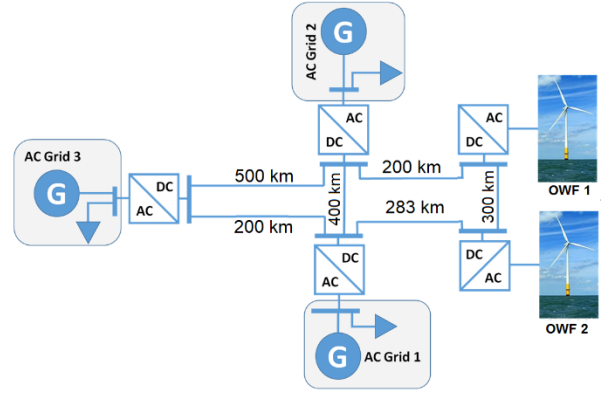 AC Grid 2
G
AC
DC
AC
DC
OWF 1
AC Grid 3
G
DC
AC
500 km
200 km
400 km
200 km
283 km
300 km
DC
AC
DC
AC
OWF 2
G
AC Grid 1